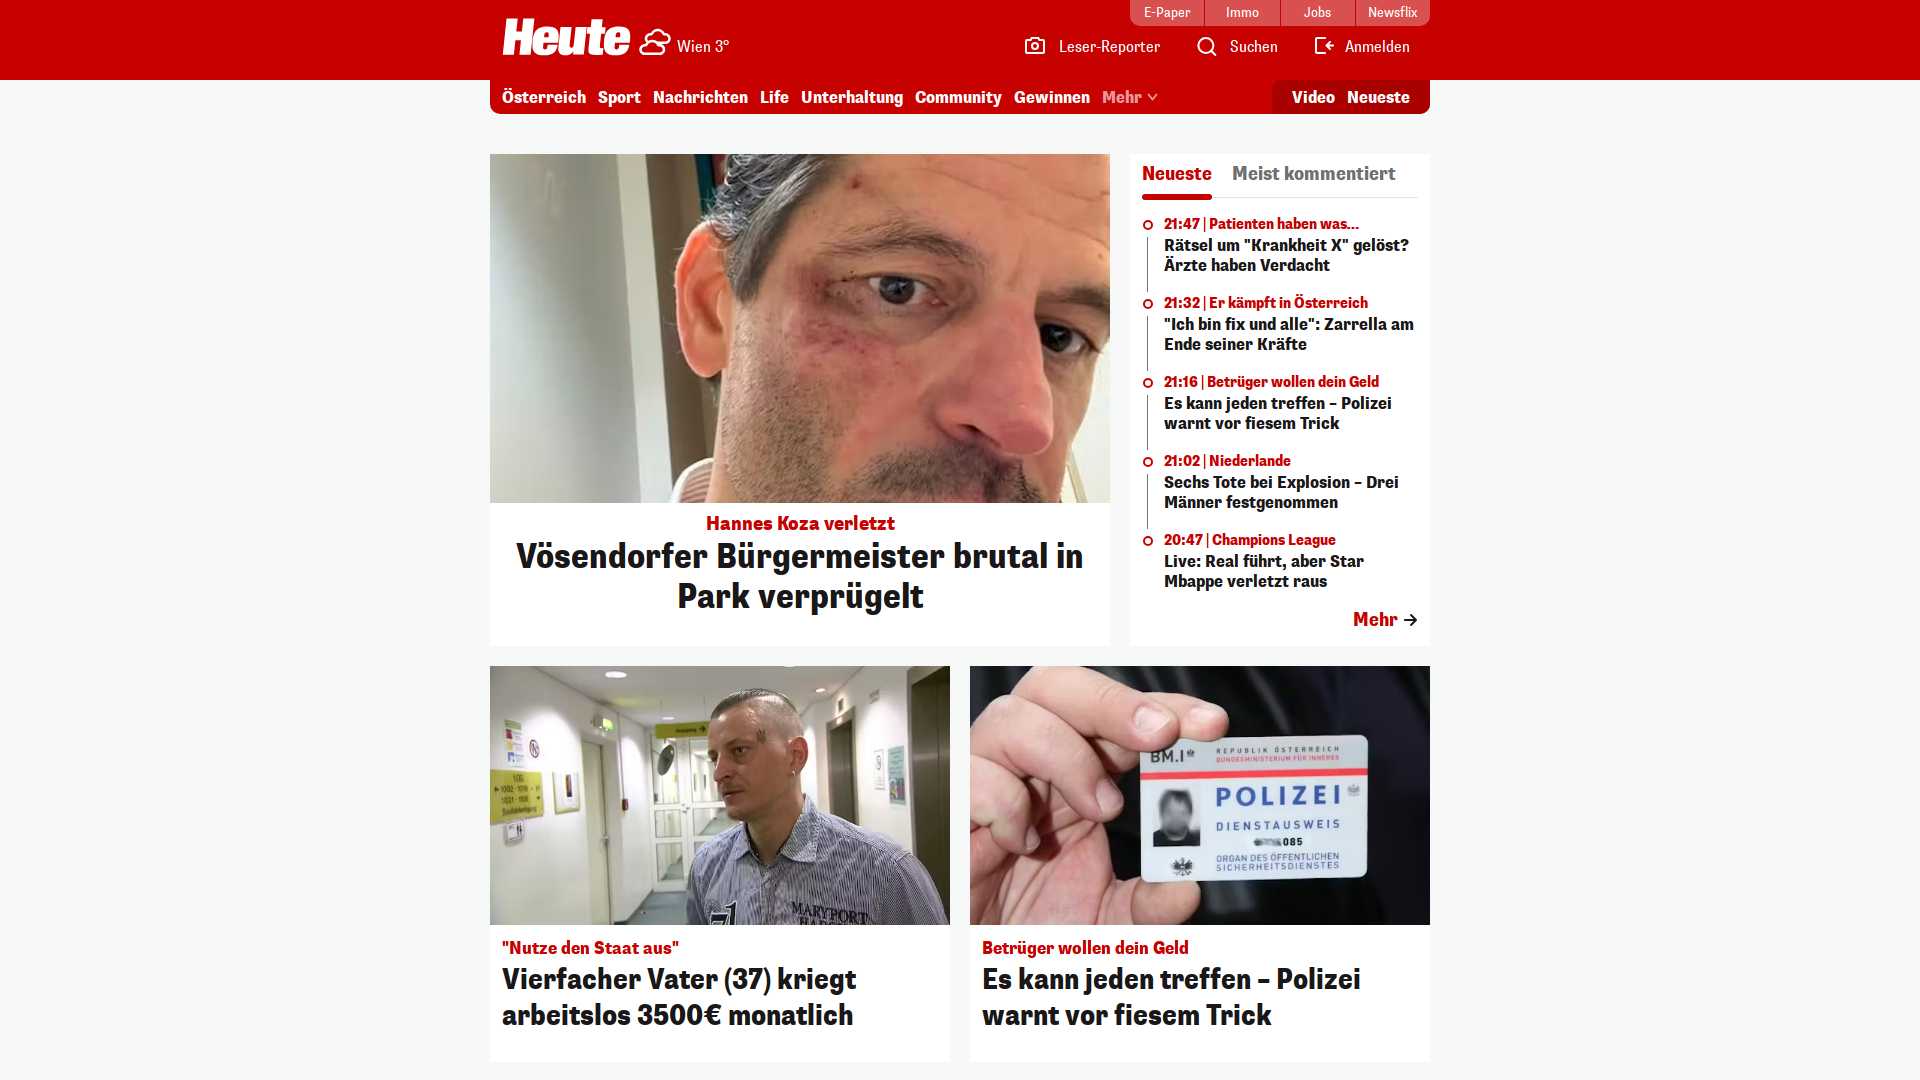 E-Paper
Immo
Jobs
Newsflix
Heute
Wien 3°
Leser-Reporter
Suchen
Anmelden
Österreich
Sport
Nachrichten
Life
Unterhaltung
Community
Gewinnen
Mehr
Video
Neueste
Hannes Koza verletzt
Vösendorfer Bürgermeister brutal in
Park verprügelt
Neueste
Meist kommentiert
21:47 | Patienten haben was...
Rätsel um "Krankheit X" gelöst?
Ärzte haben Verdacht
21:32 | Er kämpft in Österreich
"Ich bin fix und alle": Zarrella am
Ende seiner Kräfte
21:16 | Betrüger wollen dein Geld
Es kann jeden treffen – Polizei
warnt vor fiesem Trick
21:02 | Niederlande
Sechs Tote bei Explosion – Drei
Männer festgenommen
20:47 | Champions League
Live: Real führt, aber Star
Mbappe verletzt raus
Mehr →
MARYPORT
"Nutze den Staat aus"
Vierfacher Vater (37) kriegt
arbeitslos 3500€ monatlich
BM.I
REPUBLIK ÖSTERREICH
BUNDESMINISTERIUM FÜR INNERES
POLIZEI
DIENSTAUSWEIS
085
ORGAN DES ÖFFENTLICHEN
SICHERHEITSDIENSTES
Betrüger wollen dein Geld
Es kann jeden treffen – Polizei
warnt vor fiesem Trick